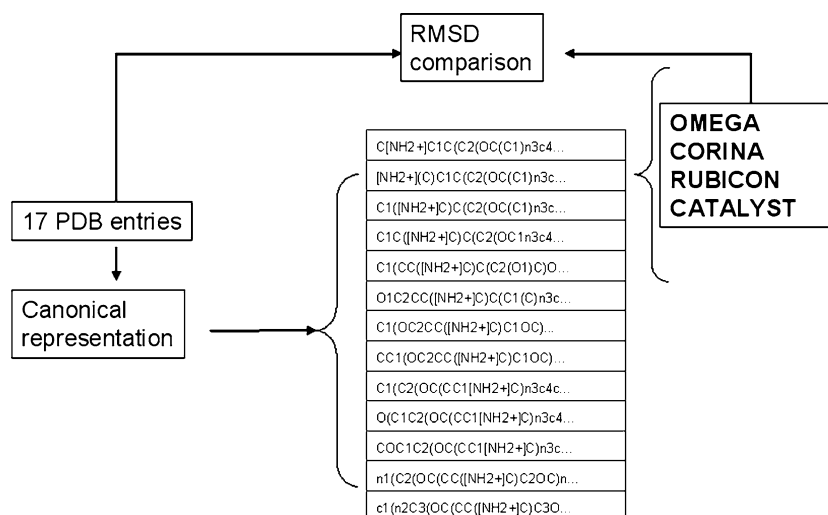 RMSD
comparison
OMEGA
CORINA
RUBICON
CATALYST
17 PDB entries
Canonical
representation
C[NH2+]C1C(C2(OC(C1)n3c4...
[NH2+](C)C1C(C2(OC(C1)n3c...
C1([NH2+]C)C(C2(OC(C1)n3c...
C1C([NH2+]C)C(C2(OC1n3c4...
C1(CC([NH2+]C)C(C2(O1)C)O...
O1C2CC([NH2+]C)C(C1(C)n3c...
C1(OC2CC([NH2+]C)C1OC)...
CC1(OC2CC([NH2+]C)C1OC)...
C1(C2(OC(CC1[NH2+]C)n3c4c...
O(C1C2(OC(CC1[NH2+]C)n3c4...
COC1C2(OC(CC1[NH2+]C)n3c...
n1(C2(OC(CC([NH2+]C)C2OC)n...
c1(n2C3(OC(CC([NH2+]C)C3O...